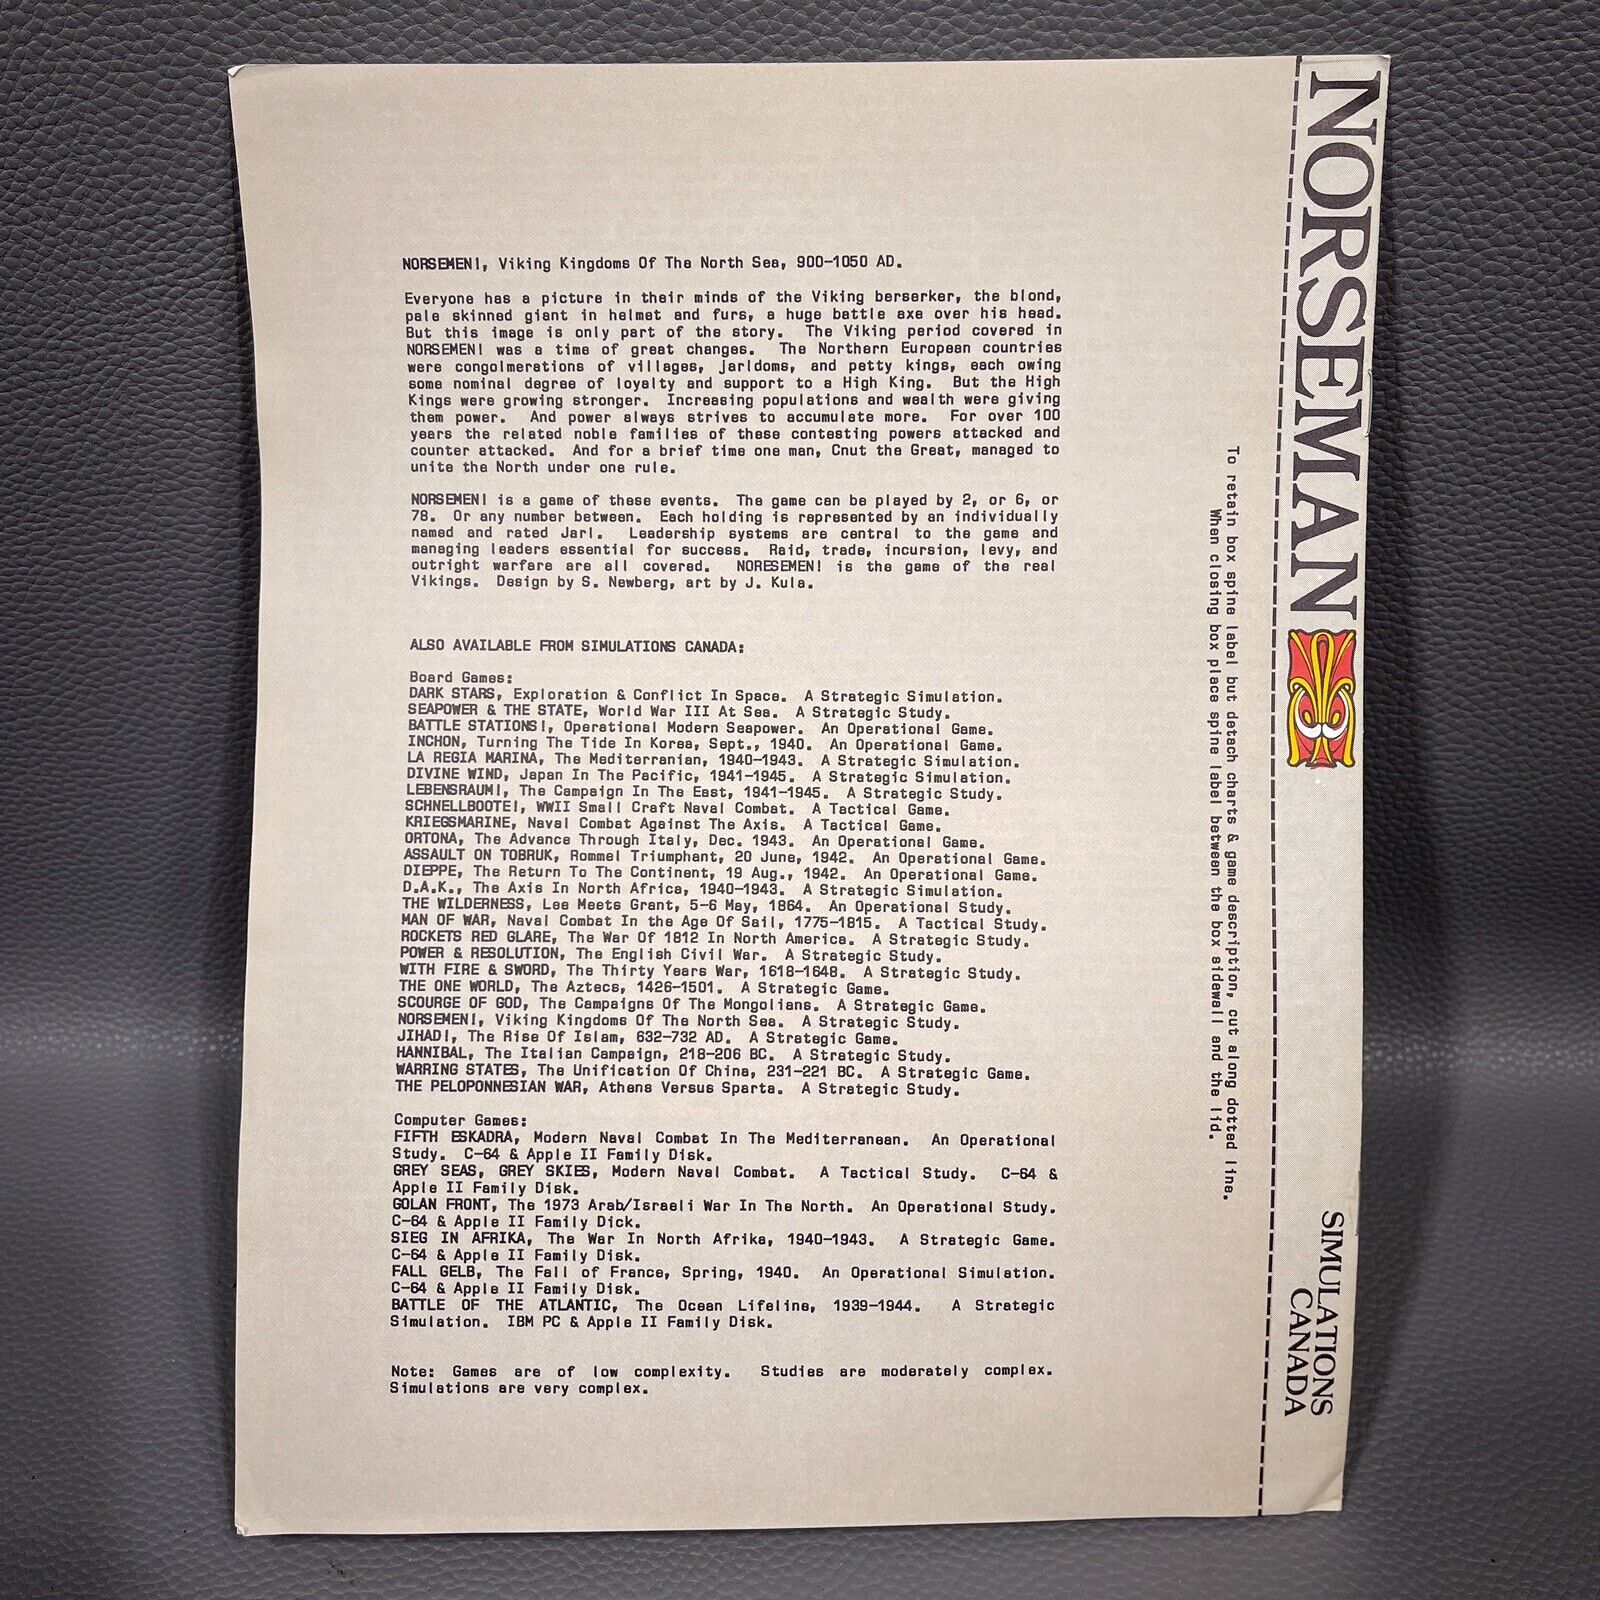 NORSEMEN!, Viking Kingdoms Of The North Sea, 900-1050 AD.
Everyone has a picture in their minds of the Viking berserker, the blond,
pale skinned giant in helmet and furs, a huge battle axe over his head.
But this image is only part of the story. The Viking period covered in
NORSEMEN! was a time of great changes. The Northern European countries
were congolmerations of villages, jarldoms, and petty kings, each owing
some nominal degree of loyalty and support to a High King. But the High
Kings were growing stronger. Increasing populations and wealth were giving
them power. And power always strives to accumulate more. For over 100
years the related noble families of these contesting powers attacked and
counter attacked. And for a brief time one man, Cnut the Great, managed to
unite the North under one rule.
NORSEMEN! is a game of these events. The game can be played by 2, or 6, or
78. Or any number between. Each holding is represented by an individually
named and rated Jarl. Leadership systems are central to the game and
managing leaders essential for success. Raid, trade, incursion, levy, and
outright warfare are all covered. NORESEMEN! is the game of the real
Vikings. Design by S. Newberg, art by J. Kula.
ALSO AVAILABLE FROM SIMULATIONS CANADA:
Board Games:
DARK STARS, Exploration & Conflict In Space. A Strategic Simulation.
SEAPOWER & THE STATE, World War III At Sea. A Strategic Study.
BATTLE STATIONS!, Operational Modern Seapower. An Operational Game.
INCHON, Turning The Tide In Korea, Sept., 1940. An Operational Game.
LA REGIA MARINA, The Mediterranian, 1940-1943. A Strategic Simulation.
DIVINE WIND, Japan In The Pacific, 1941-1945. A Strategic Simulation.
LEBENSRAUM!, The Campaign In The East, 1941-1945. A Strategic Study.
SCHNELLBOOTE!, WWII Small Craft Naval Combat. A Tactical Game.
KRIEGSMARINE, Naval Combat Against The Axis. A Tactical Game.
ORTONA, The Advance Through Italy, Dec. 1943. An Operational Game.
ASSAULT ON TOBRUK, Rommel Triumphant, 20 June, 1942. An Operational Game.
DIEPPE, The Return To The Continent, 19 Aug., 1942. An Operational Game.
D.A.K., The Axis In North Africa, 1940-1943. A Strategic Simulation.
THE WILDERNESS, Lee Meets Grant, 5-6 May, 1864. An Operational Study.
MAN OF WAR, Naval Combat In the Age Of Sail, 1775-1815. A Tactical Study.
ROCKETS RED GLARE, The War Of 1812 In North America. A Strategic Study.
POWER & RESOLUTION, The English Civil War. A Strategic Study.
WITH FIRE & SWORD, The Thirty Years War, 1618-1648. A Strategic Study.
THE ONE WORLD, The Aztecs, 1426-1501. A Strategic Game.
SCOURGE OF GOD, The Campaigns Of The Mongolians. A Strategic Game.
NORSEMEN!, Viking Kingdoms Of The North Sea. A Strategic Study.
JIHAD!, The Rise Of Islam, 632-732 AD. A Strategic Game.
HANNIBAL, The Italian Campaign, 218-206 BC. A Strategic Study.
WARRING STATES, The Unification Of China, 231-221 BC. A Strategic Game.
THE PELOPONNESIAN WAR, Athens Versus Sparta. A Strategic Study.
Computer Games:
FIFTH ESKADRA, Modern Naval Combat In The Mediterranean. An Operational
Study. C-64 & Apple II Family Disk.
GREY SEAS, GREY SKIES, Modern Naval Combat. A Tactical Study. C-64 &
Apple II Family Disk.
GOLAN FRONT, The 1973 Arab/Israeli War In The North. An Operational Study.
C-64 & Apple II Family Dick.
SIEG IN AFRIKA, The War In North Afrika, 1940-1943. A Strategic Game.
C-64 & Apple II Family Disk.
FALL GELB, The Fall of France, Spring, 1940. An Operational Simulation.
C-64 & Apple II Family Disk.
BATTLE OF THE ATLANTIC, The Ocean Lifeline, 1939-1944. A Strategic
Simulation. IBM PC & Apple II Family Disk.
Note: Games are of low complexity. Studies are moderately complex.
Simulations are very complex.
To retain box spine label but detach charts & game description, cut along dotted line.
When closing box place spine label between the box sidewall and the lid.
NORSEMAN
SIMULATIONS
CANADA